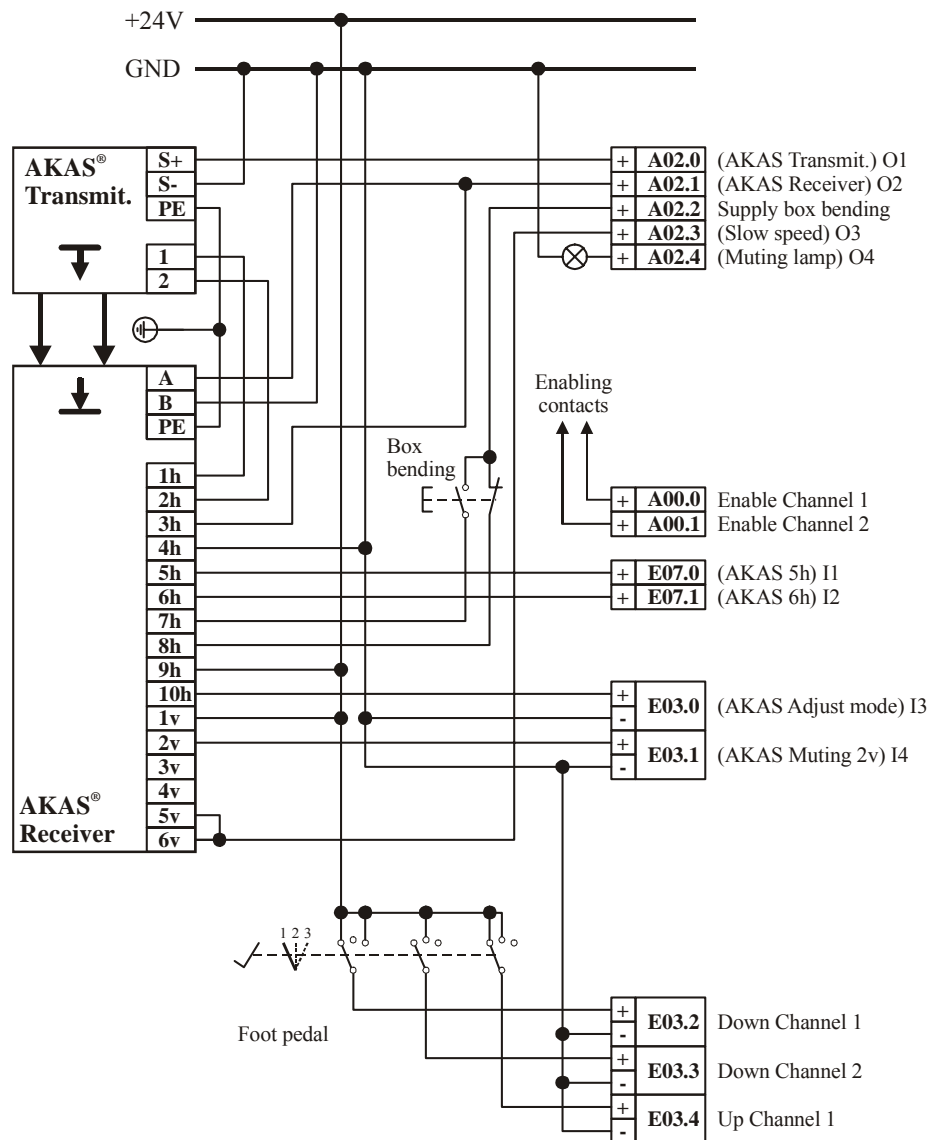 +24V
GND
AKAS®
Transmit.
S+
S-
PE
1
2
A
B
PE
1h
2h
3h
4h
5h
6h
7h
8h
9h
10h
1v
2v
3v
4v
5v
6v
AKAS®
Receiver
Box
bending
Enabling
contacts
+ A02.0 (AKAS Transmit.) O1
+ A02.1 (AKAS Receiver) O2
+ A02.2 Supply box bending
+ A02.3 (Slow speed) O3
+ A02.4 (Muting lamp) O4
+ A00.0 Enable Channel 1
+ A00.1 Enable Channel 2
+ E07.0 (AKAS 5h) I1
+ E07.1 (AKAS 6h) I2
+
- E03.0 (AKAS Adjust mode) I3
+
- E03.1 (AKAS Muting 2v) I4
1 2 3
Foot pedal
+
- E03.2 Down Channel 1
+
- E03.3 Down Channel 2
+
- E03.4 Up Channel 1